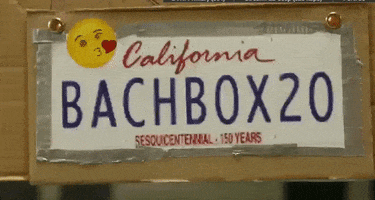 California
BACHBOX20
SESQUICENTENNIAL - 150 YEARS